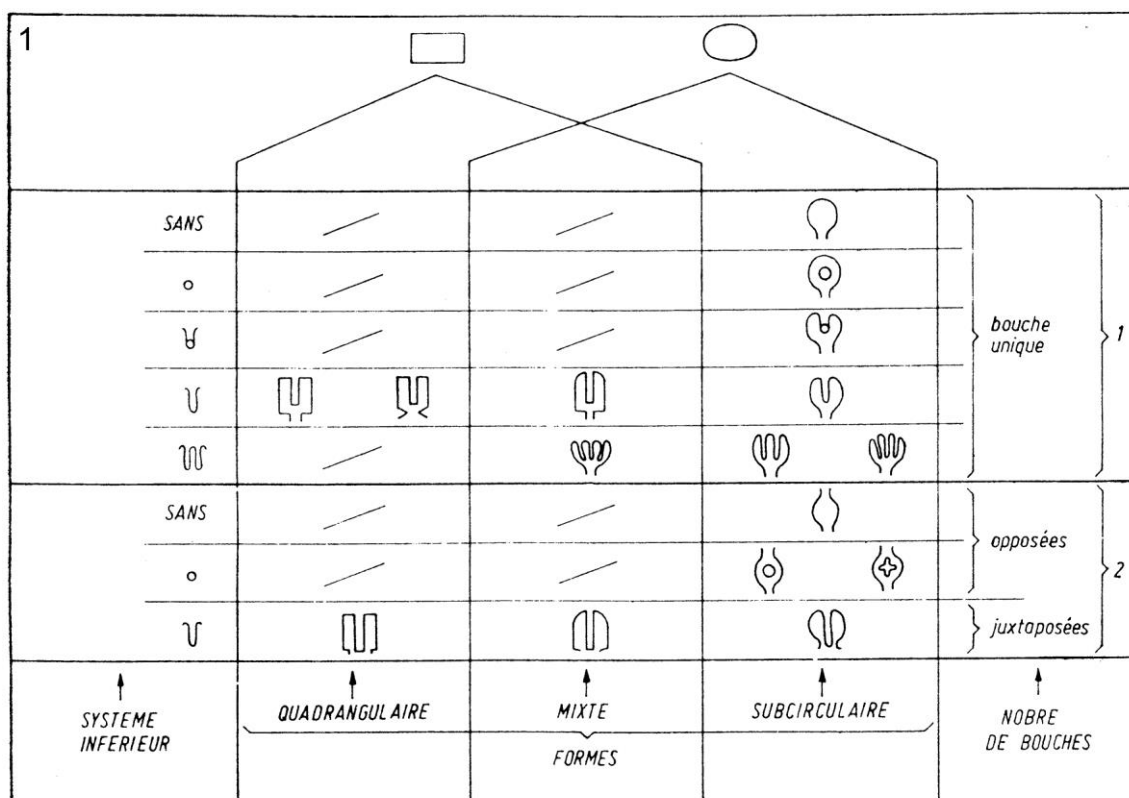 1
SANS
bouche
unique
1
SANS
opposées
2
juxtaposées
SYSTEME
INFERIEUR
QUADRANGULAIRE
MIXTE
SUBCIRCULAIRE
FORMES
NOBRE
DE BOUCHES